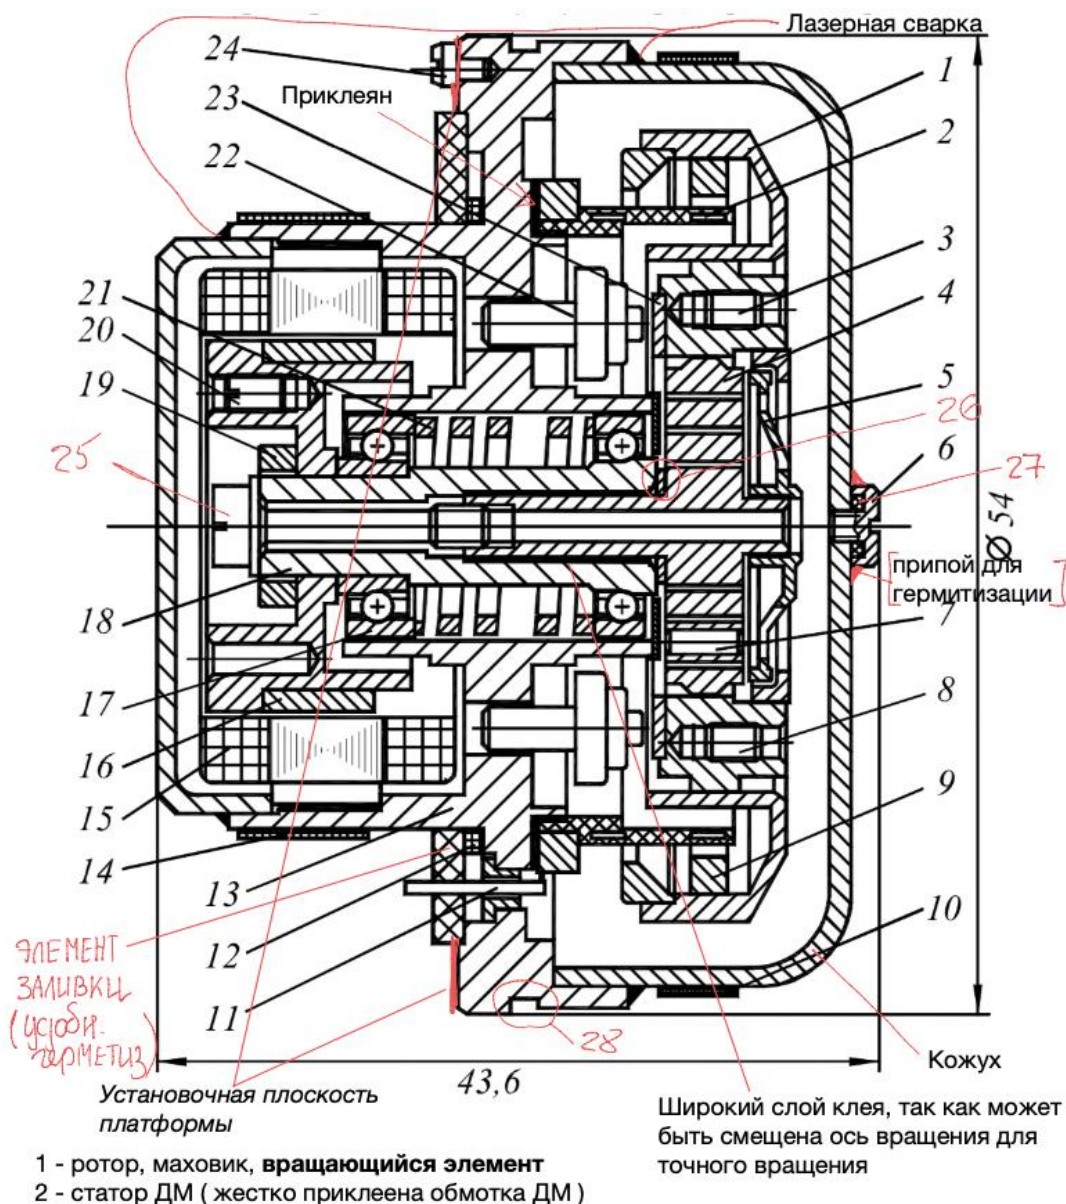 Лазерная сварка
24
Приклеян
1
23
2
22
3
21
4
20
5
19
26
25
6
27
Ø 54
припой для
гермитизации
18
7
17
8
16
9
15
14
10
13
12
ЭЛЕМЕНТ
ЗАЛИВКИ
11
28
Кожух
43,6
Установочная плоскость
платформы
Широкий слой клея, так как может
быть смещена ось вращения для
точного вращения
1 - ротор, маховик, вращающийся элемент
2 - статор ДМ ( жестко приклеена обмотка ДМ )